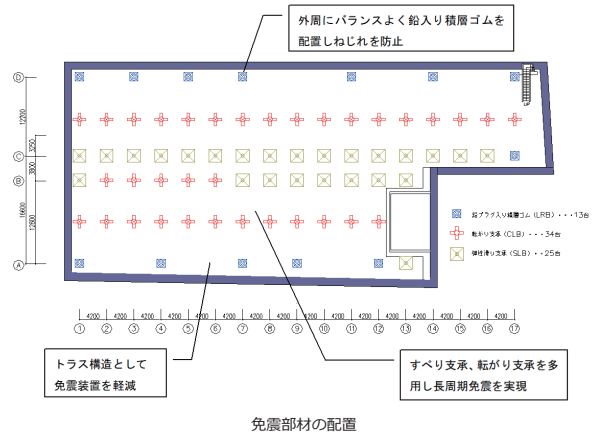 外周にバランスよく鉛入り積層ゴムを
配置しねじれを防止
D
12200
3250
C
3800
B
16600
12800
A
鉛プラグ入り積層ゴム (LRB)・・・13台
転がり支承 (CLB)・・・34台
弾性滑り支承 (SLB)・・25台
4200 4200 4200 4200 4200 4200 4200 4200 4200 4200 4200 4200 4200 4200 4200 4200
1 2 3 4 5 6 7 8 9 10 11 12 13 14 15 16 17
トラス構造として
免震装置を軽減
すべり支承、転がり支承を多
用し長周期免震を実現
免震部材の配置